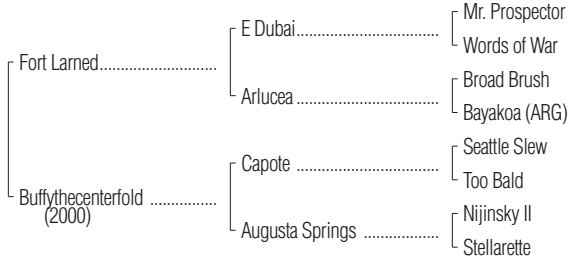 Mr. Prospector
E Dubai
Words of War
Fort Larned
Broad Brush
Arlucea
Bayakoa (ARG)
Seattle Slew
Capote
Too Bald
Buffythecenterfold
(2000)
Nijinsky II
Augusta Springs
Stellarette